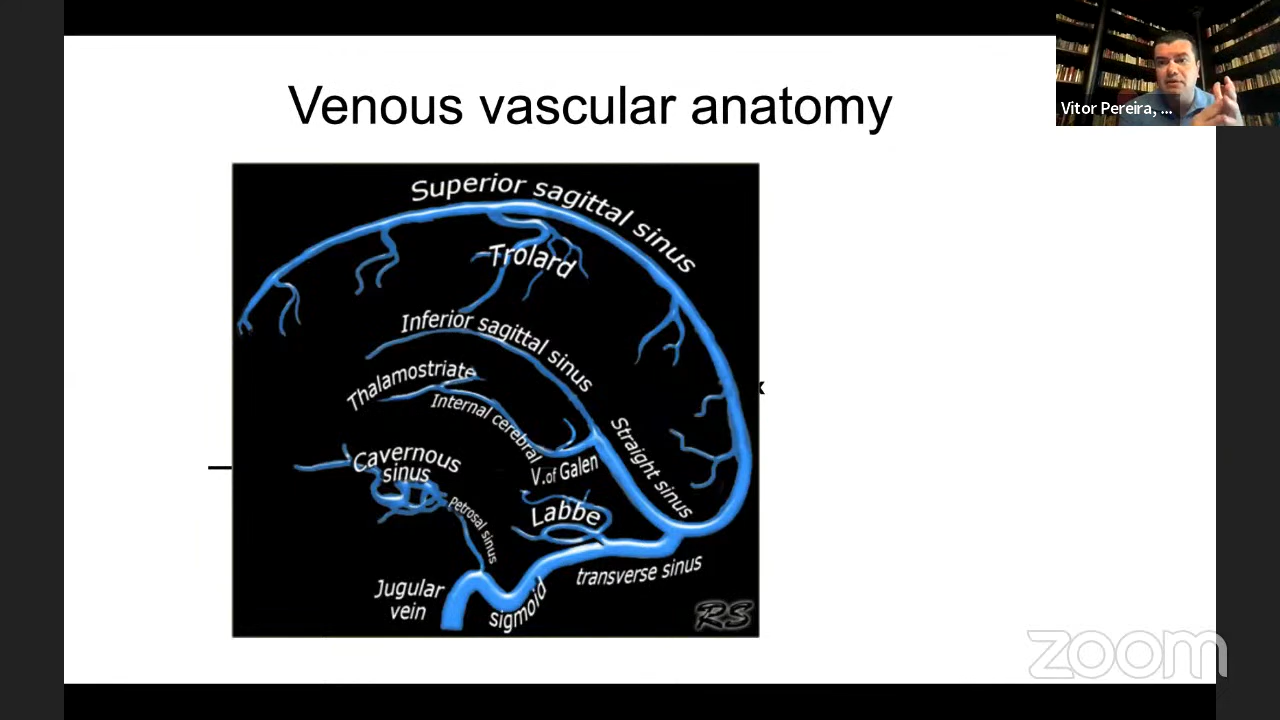 Venous vascular anatomy
Vitor Pereira, ...
Superior sagittal sinus
Trolard
Inferior sagittal sinus
Thalamostriate
Internal cerebral
Straight sinus
Cavernous
sinus
V.of Galen
Petrosal sinus
Labbe
transverse sinus
Jugular
vein
sigmoid
RS
zoom